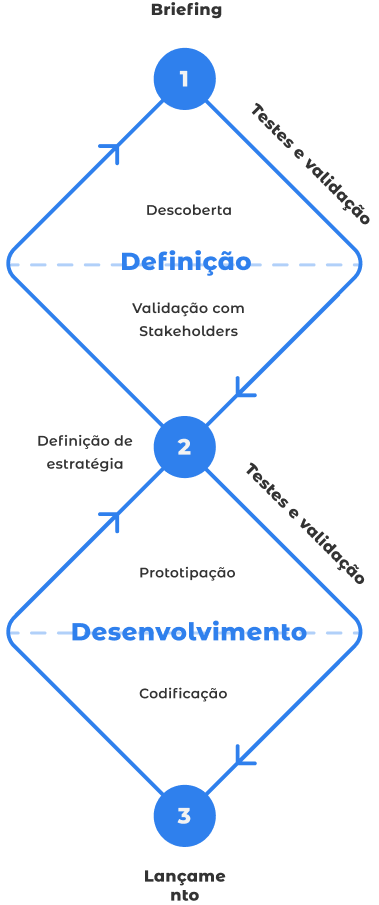 Briefing
1
Testes e validação
Descoberta
Definição
Validação com
Stakeholders
2
Definição de
estratégia
Testes e validação
Prototipação
Desenvolvimento
Codificação
3
Lançame
nto